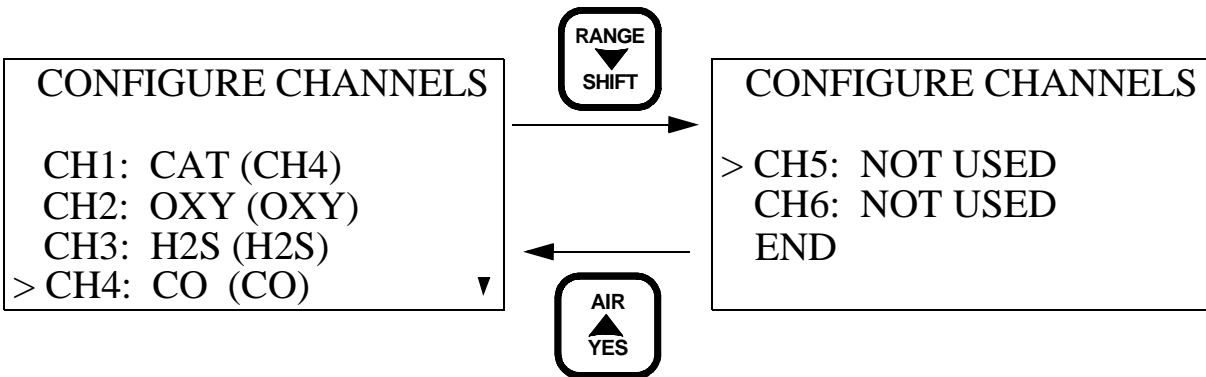 CONFIGURE CHANNELS
CH1: CAT (CH4)
CH2: OXY (OXY)
CH3: H2S (H2S)
> CH4: CO (CO)
RANGE
SHIFT
AIR
YES
CONFIGURE CHANNELS
> CH5: NOT USED
CH6: NOT USED
END